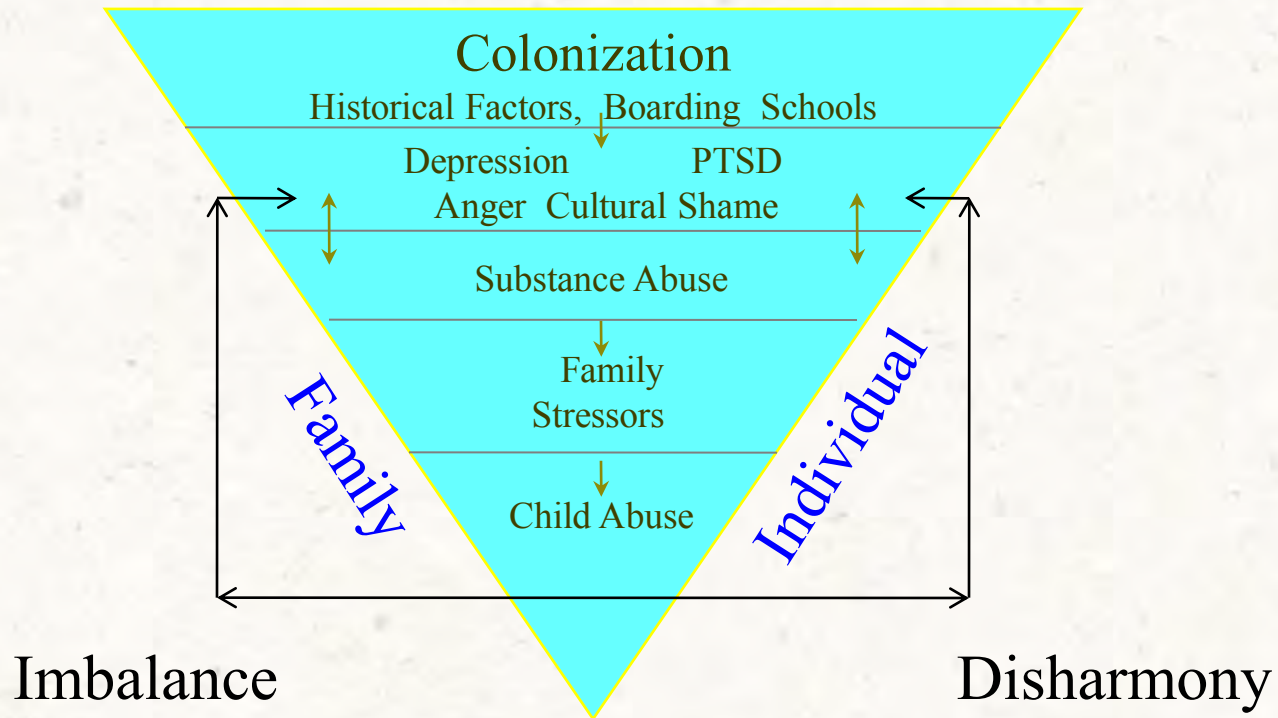 Colonization
Historical Factors, Boarding Schools
Depression PTSD
Anger Cultural Shame
Substance Abuse
Family
Stressors
Child Abuse
Family
Individual
Imbalance
Disharmony